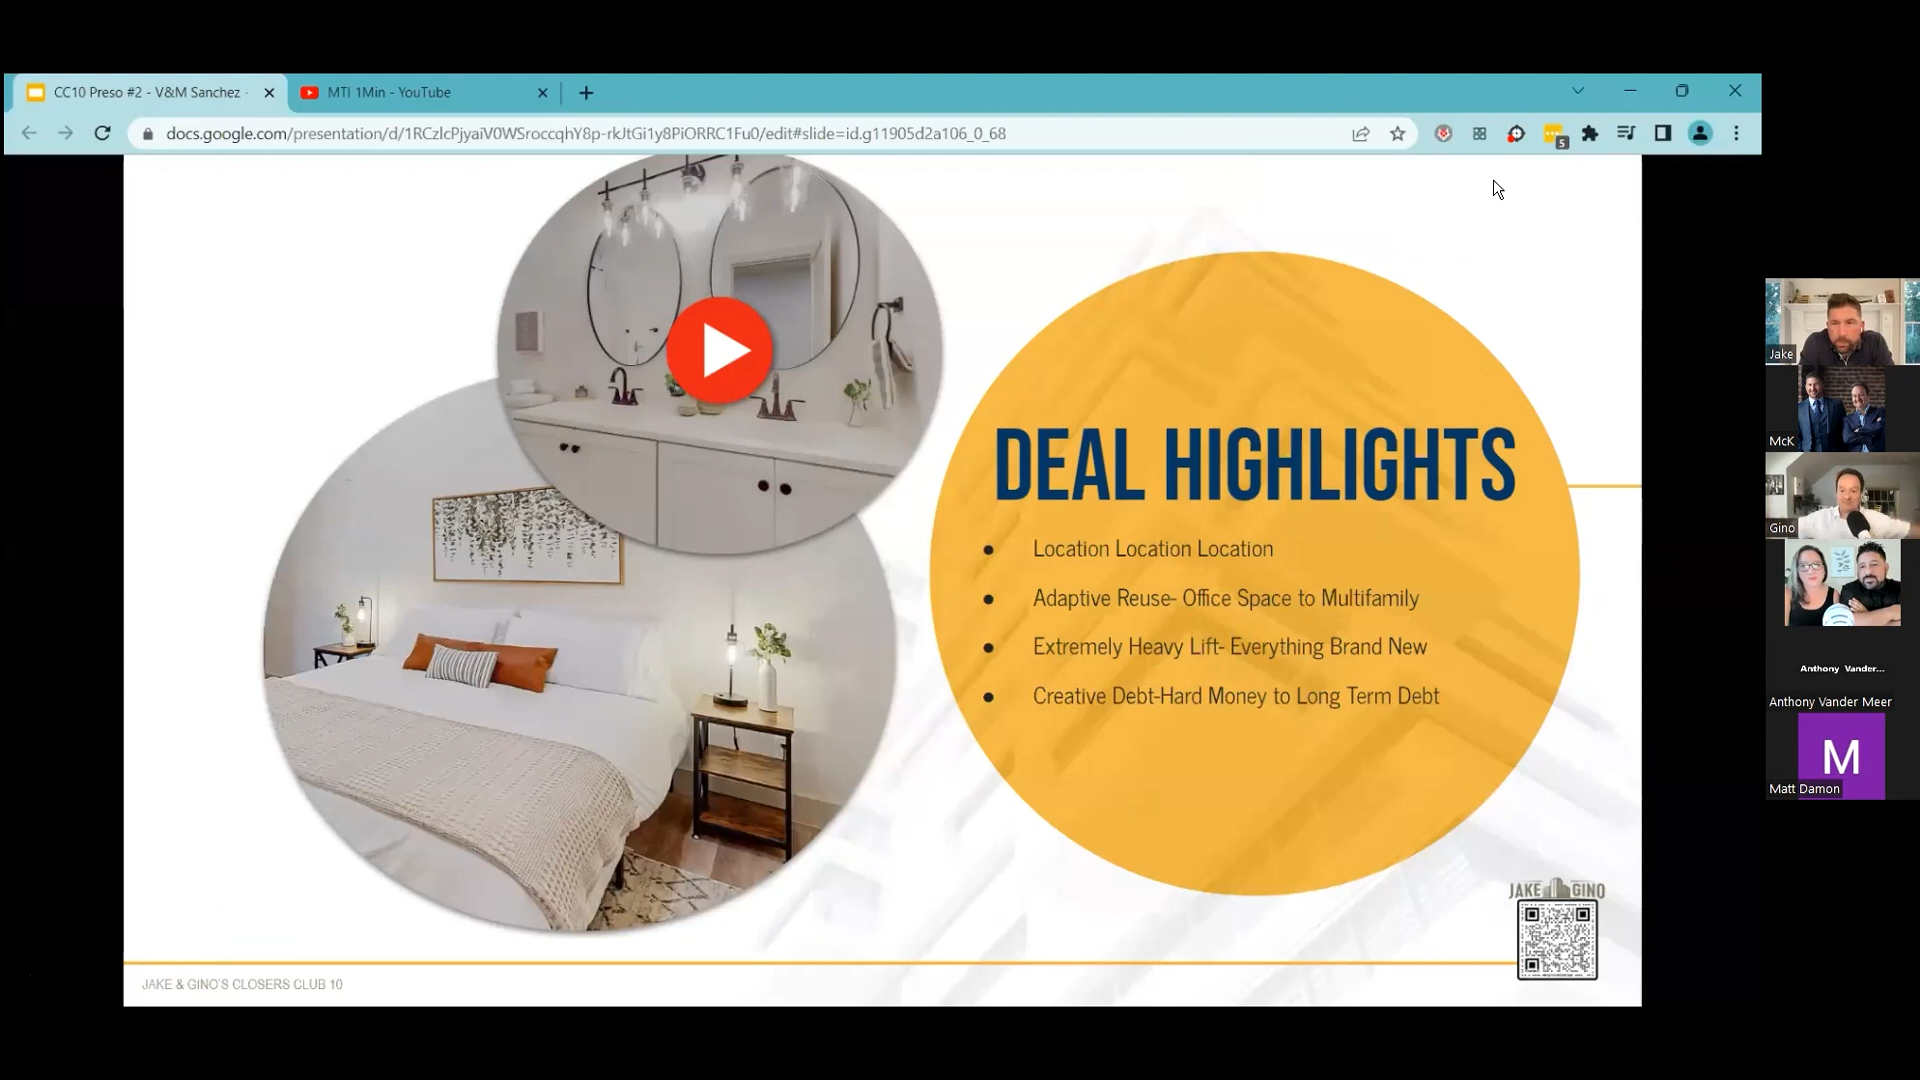 CC10 Preso #2 - V&M Sanchez -
MTI 1Min - YouTube
docs.google.com/presentation/d/1RCzlcPjyaiV0WSroccqhY8p-rkJtGi1y8PiORRC1Fu0/edit#slide=id.g11905d2a106_0_68
5
DEAL HIGHLIGHTS
● Location Location Location
● Adaptive Reuse- Office Space to Multifamily
● Extremely Heavy Lift- Everything Brand New
● Creative Debt-Hard Money to Long Term Debt
JAKE GINO
JAKE & GINO'S CLOSERS CLUB 10
Jake
McK
Gino
Anthony Vander...
Anthony Vander Meer
M
Matt Damon